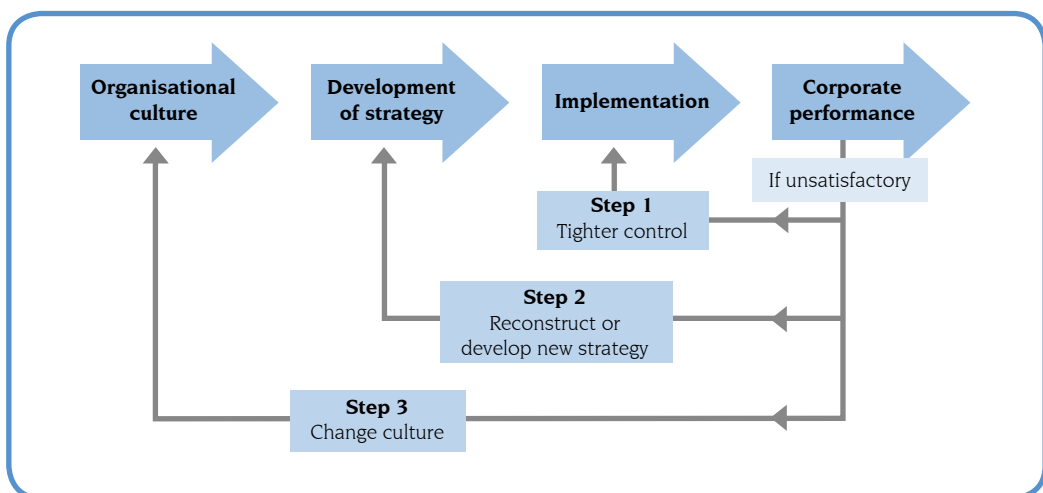 Organisational
culture
Development
of strategy
Implementation
Corporate
performance
If unsatisfactory
Step 1
Tighter control
Step 2
Reconstruct or
develop new strategy
Step 3
Change culture